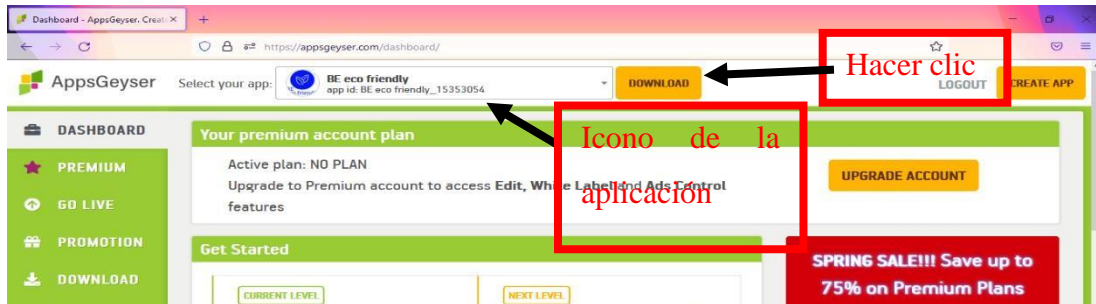 Dashboard - AppsGeyser. Creat
https://appsgeyser.com/dashboard/
AppsGeyser
Select your app:
BE eco friendly
app id: BE eco friendly_15353054
DOWNLOAD
Hacer clic
LOGOUT
CREATE APP
DASHBOARD
PREMIUM
GO LIVE
PROMOTION
DOWNLOAD
Your premium account plan
Active plan: NO PLAN
Upgrade to Premium account to access Edit, White Label and Ads Control
features
Icono de la
aplicación
UPGRADE ACCOUNT
Get Started
CURRENT LEVEL
NEXT LEVEL
SPRING SALE!!! Save up to
75% on Premium Plans